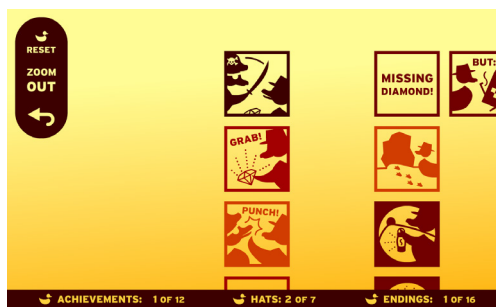 RESET
ZOOM
OUT
MISSING
DIAMOND!
BUT:
GRAB!
PUNCH!
ACHIEVEMENTS: 1 OF 12
HATS: 2 OF 7
ENDINGS: 1 OF 16